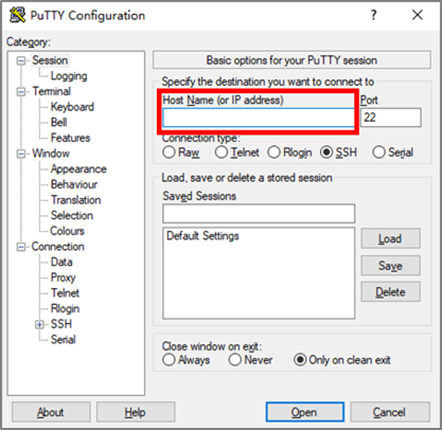 PuTTY Configuration
? ×
Category:
Session
Logging
Terminal
Keyboard
Bell
Features
Window
Appearance
Behaviour
Translation
Selection
Colours
Connection
Data
Proxy
Telnet
Rlogin
SSH
Serial
Basic options for your PuTTY session
Specify the destination you want to connect to
Host Name (or IP address) Port
22
Connection type:
Raw Telnet Rlogin SSH Serial
Load, save or delete a stored session
Saved Sessions
Default Settings
Load
Save
Delete
Close window on exit:
Always Never Only on clean exit
About Help Open Cancel